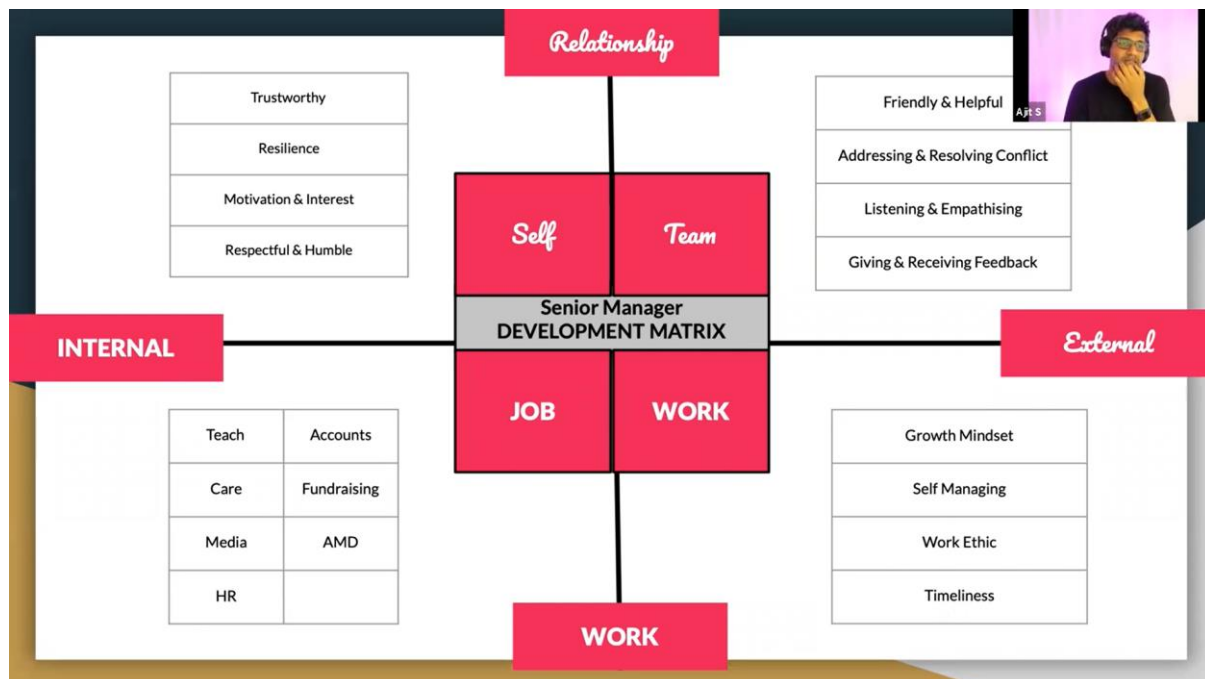 Relationship
Ajit S
Trustworthy
Resilience
Motivation & Interest
Respectful & Humble
Friendly & Helpful
Addressing & Resolving Conflict
Listening & Empathising
Giving & Receiving Feedback
Self
Team
Senior Manager
DEVELOPMENT MATRIX
INTERNAL
External
JOB
WORK
Teach Accounts
Care Fundraising
Media AMD
HR
Growth Mindset
Self Managing
Work Ethic
Timeliness
WORK